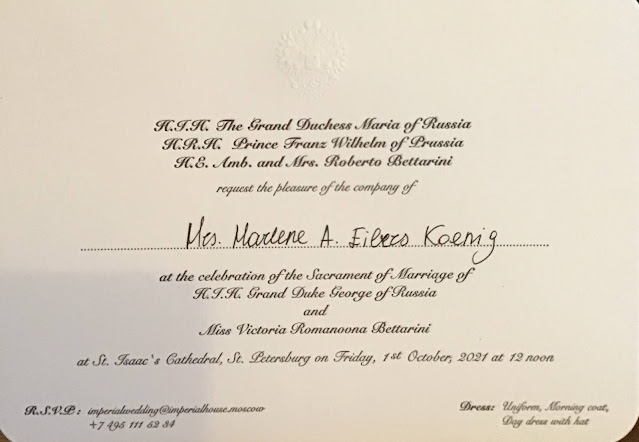 H.I.H. The Grand Duchess Maria of Russia
H.R.H. Prince Franz Wilhelm of Prussia
H.E. Amb. and Mrs. Roberto Bettarini
request the pleasure of the company of
Mrs. Marlene A. Eilers Koenig
at the celebration of the Sacrament of Marriage of
H.I.H. Grand Duke George of Russia
and
Miss Victoria Romanovna Bettarini
at St. Isaac's Cathedral, St. Petersburg on Friday, 1st October, 2021 at 12 noon
R.S.V.P: imperialwedding@imperialhouse.moscow
+7 495 111 52 34
Dress: Uniform, Morning coat,
Day dress with hat